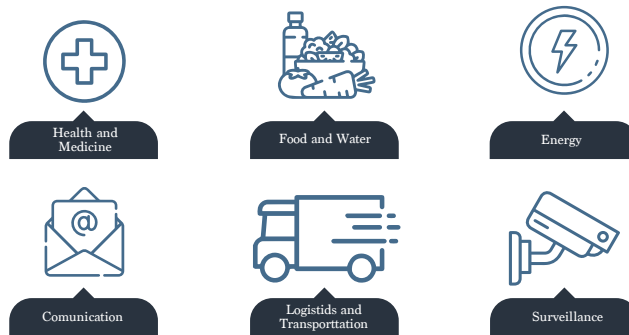 Health and
Medicine
Food and Water
Energy
@
Comunication
Logistids and
Transporttation
Surveillance